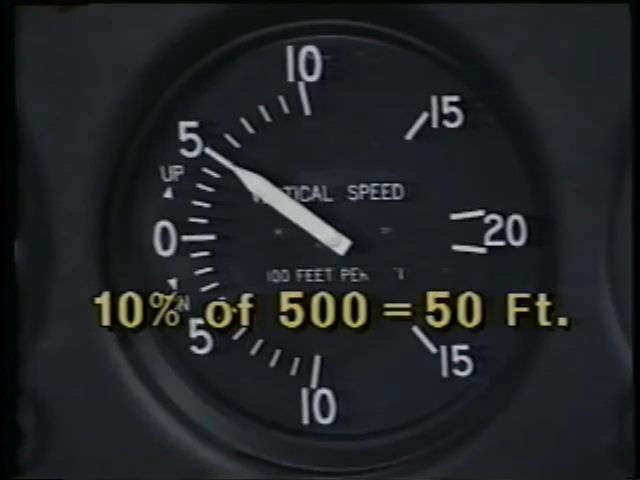 10
15
5
UP
VERTICAL SPEED
0
20
100 FEET PER
10% of 500 = 50 Ft.
5
15
10